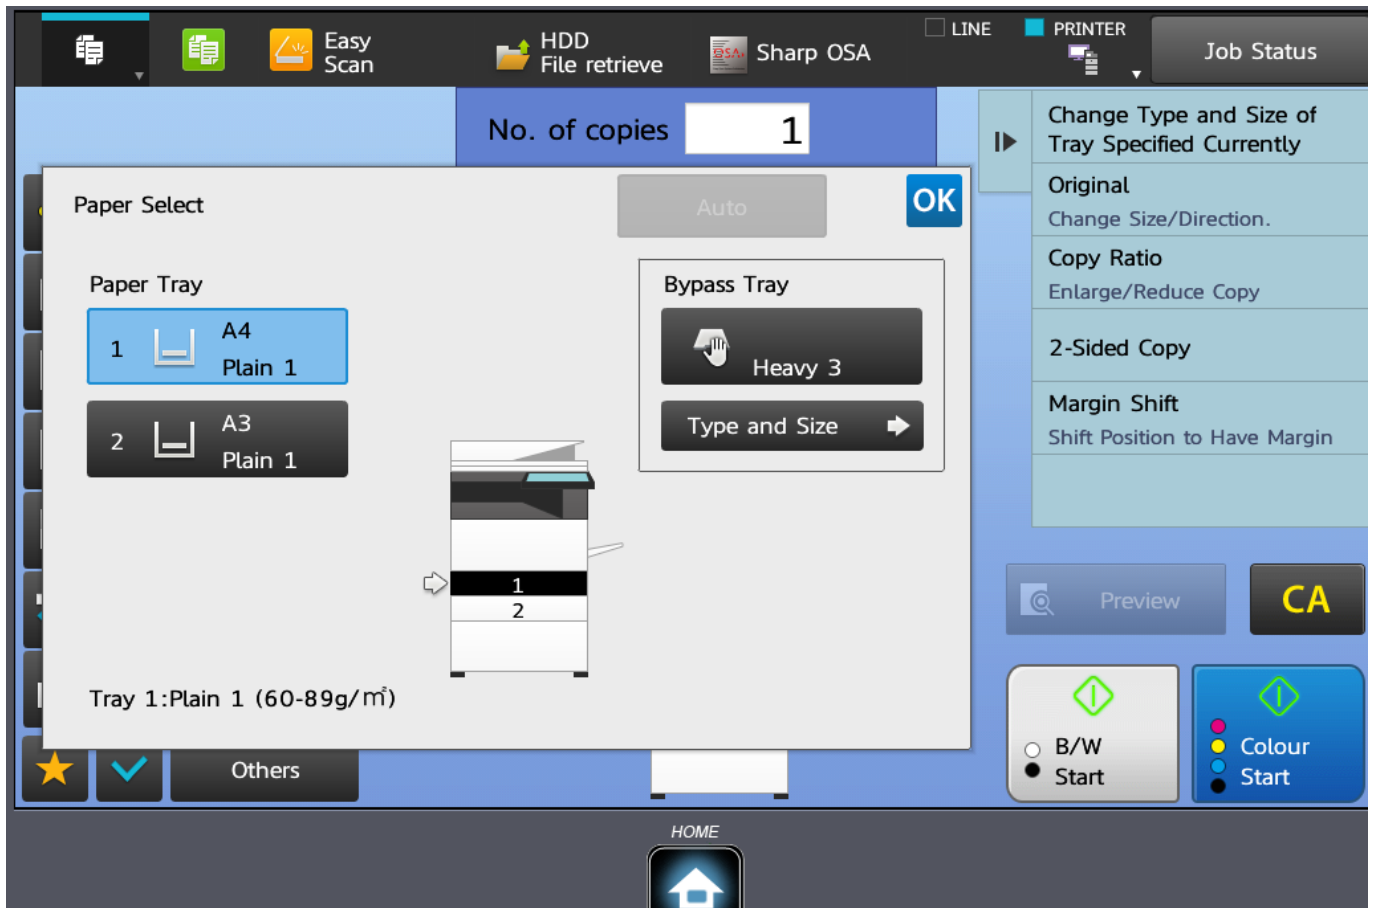 Easy
Scan
HDD
File retrieve
OSA
Sharp OSA
LINE
PRINTER
Job Status
No. of copies 1
Change Type and Size of
Tray Specified Currently
Original
Change Size/Direction.
Copy Ratio
Enlarge/Reduce Copy
2-Sided Copy
Margin Shift
Shift Position to Have Margin
Paper Select
Auto
OK
Paper Tray
1
A4
Plain 1
2
A3
Plain 1
Bypass Tray
Heavy 3
Type and Size
1
2
Tray 1:Plain 1 (60-89g/㎡)
Preview
CA
B/W
Start
Colour
Start
Others
HOME